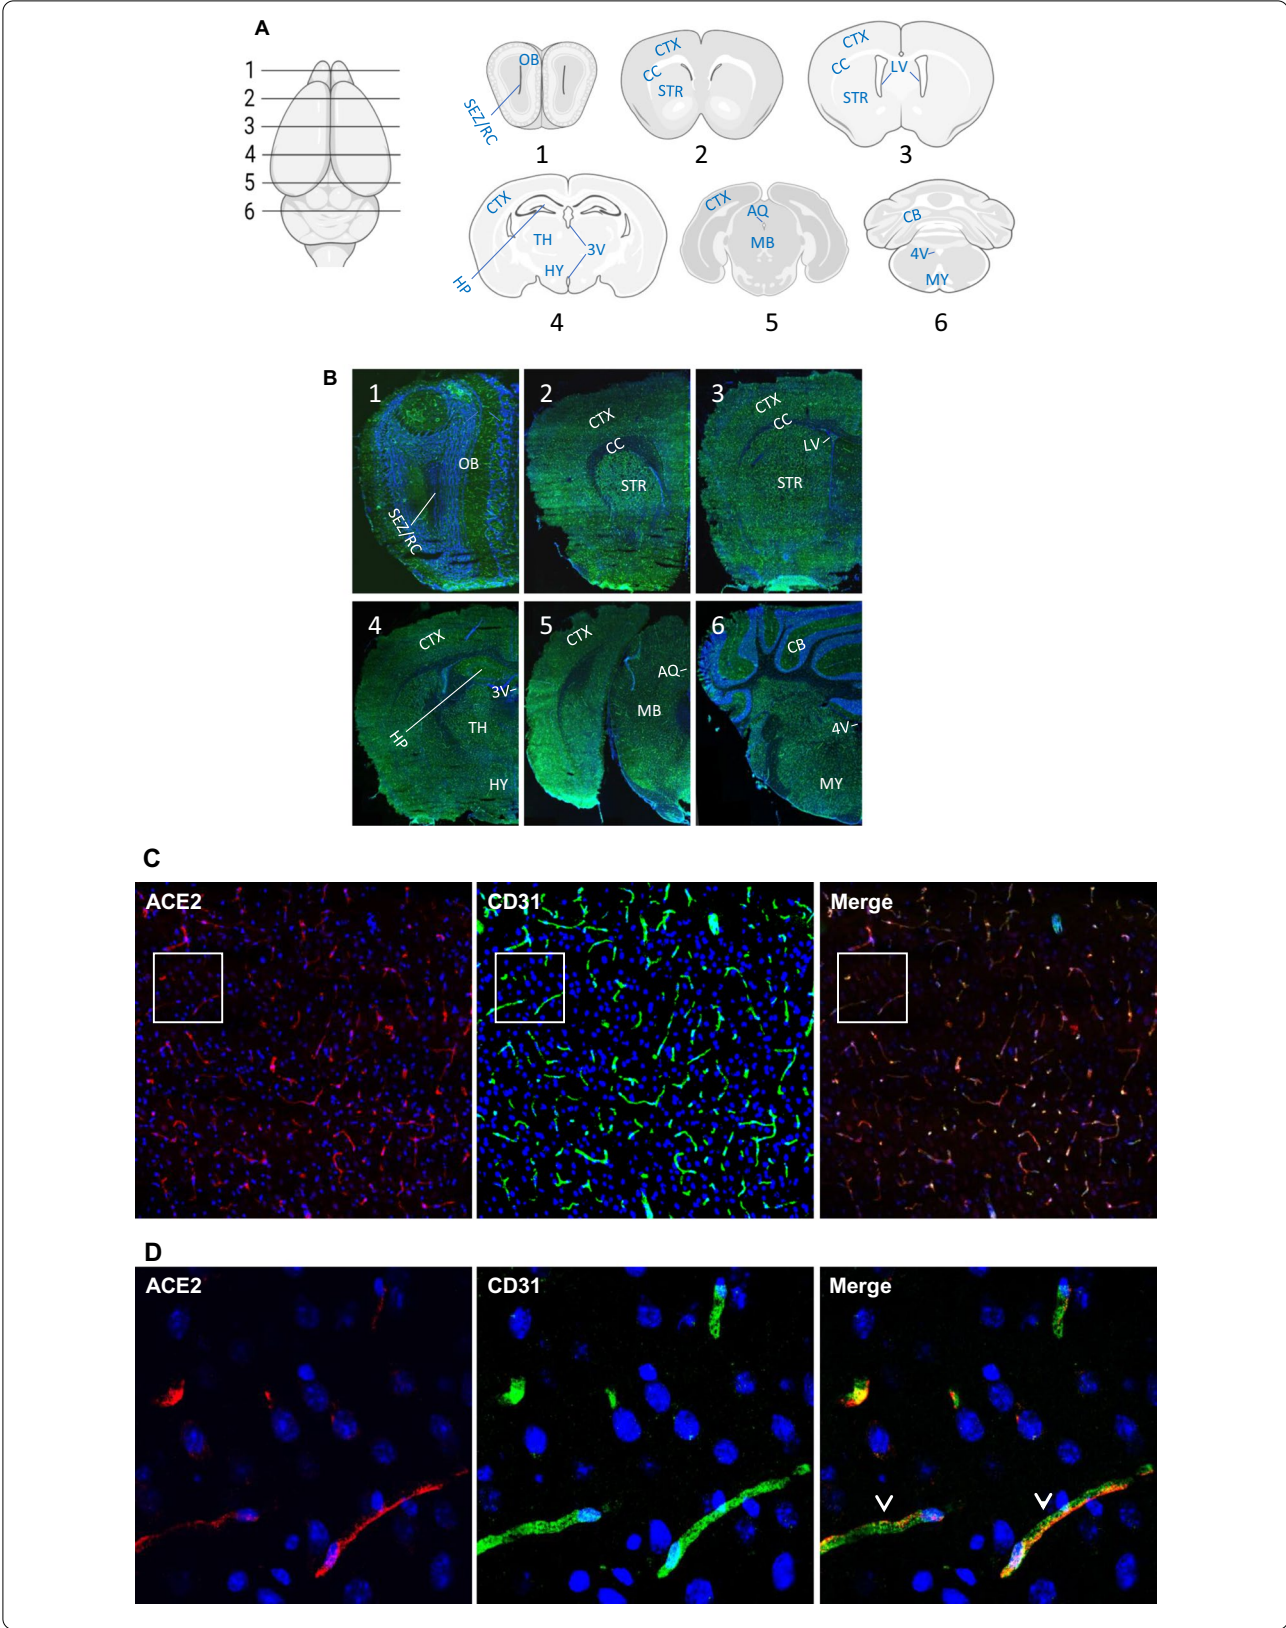 A
1
2
3
4
5
6
OB
SEZ/RC
1
CTX
CC
STR
2
CTX
CC
LV
STR
3
CTX
TH
3V
HY
HP
4
CTX
AQ
MB
5
CB
4V
MY
6
B
1
OB
SEZ/RC
2
CTX
CC
STR
3
CTX
CC
LV
STR
4
CTX
3V
HP
TH
HY
5
CTX
AQ
MB
6
CB
4V
MY
C
ACE2
CD31
Merge
D
ACE2
CD31
Merge